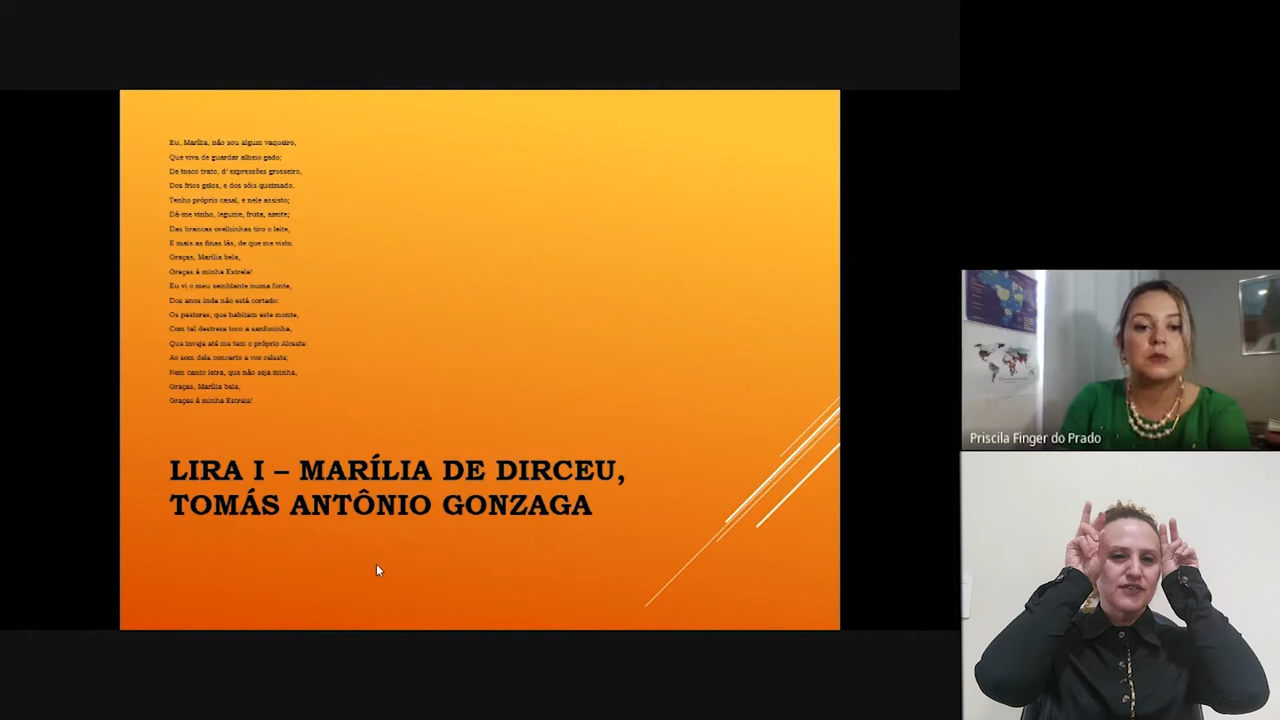 Eu, Marília, não sou algum vaqueiro,
Que viva de guardar alheio gado;
De tosco trato, d' expressões grosseiro,
Dos frios gelos, e dos sóis queimado.
Tenho próprio casal, e nele assisto;
Dá-me vinho, legume, fruta, azeite;
Das brancas ovelhinhas tiro o leite,
E mais as finas lãs, de que me visto.
Graças, Marília bela,
Graças à minha Estrela!
Eu vi o meu semblante numa fonte,
Dos anos inda não está cortado:
Os pastores, que habitam este monte,
Com tal destreza toco a sanfoninha,
Que inveja até me tem o próprio Alceste:
Ao som dela concerto a voz celeste;
Nem canto letra, que não seja minha,
Graças, Marília bela,
Graças à minha Estrela!
LIRA I – MARÍLIA DE DIRCEU,
TOMÁS ANTÔNIO GONZAGA
Priscila Finger do Prado